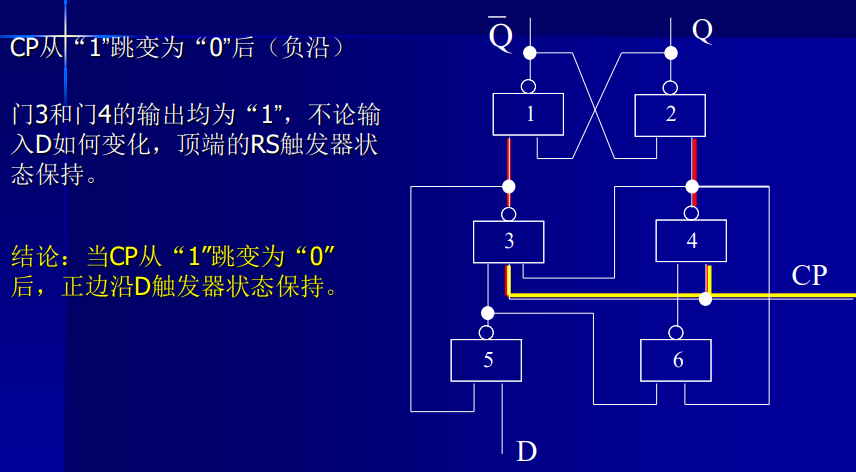 CP从“1”跳变为“0”后（负沿）
门3和门4的输出均为“1”，不论输
入D如何变化，顶端的RS触发器状
态保持。
结论：当CP从“1”跳变为“0”
后，正边沿D触发器状态保持。
Q̅
Q
1
2
3
4
CP
5
6
D